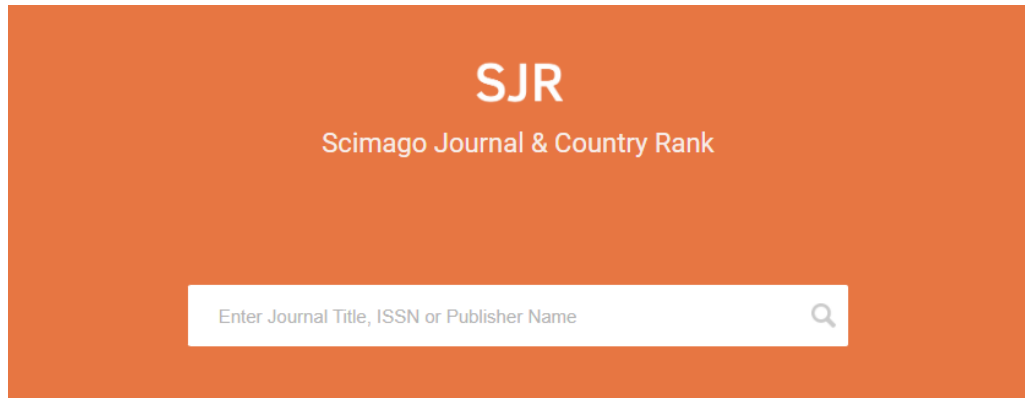 SJR
Scimago Journal & Country Rank
Enter Journal Title, ISSN or Publisher Name